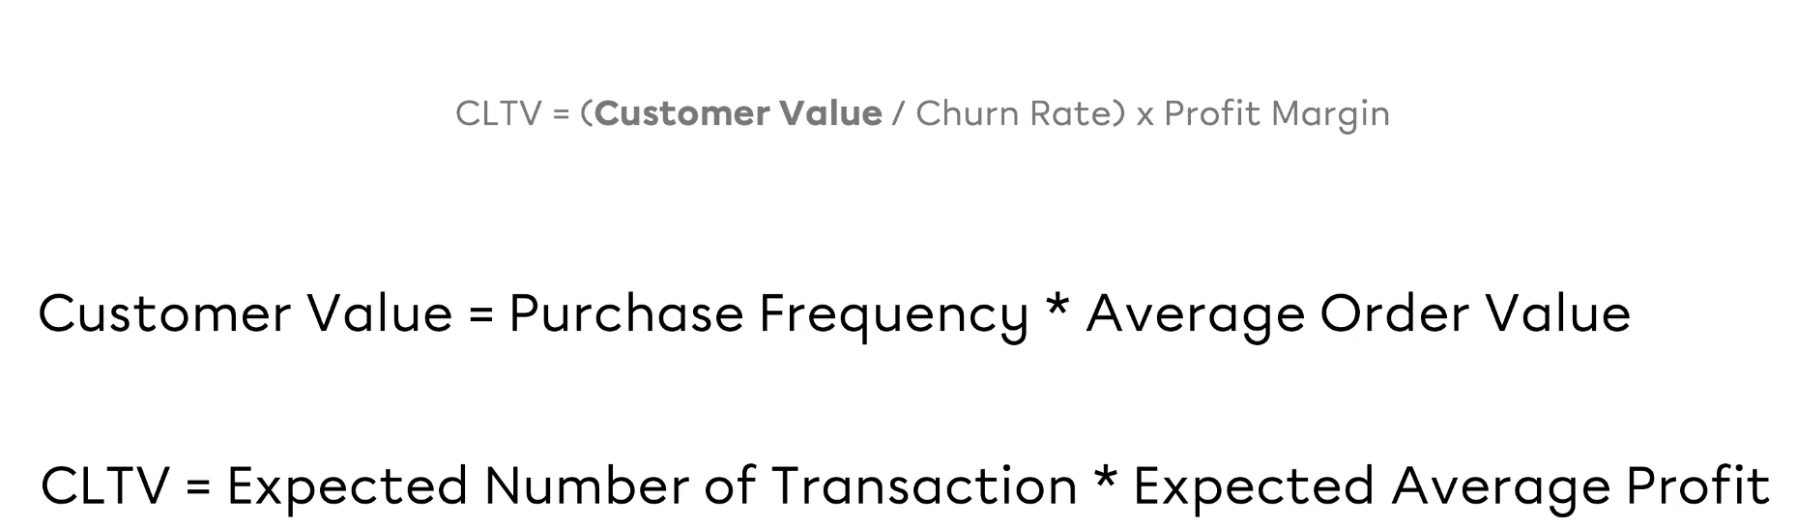 CLTV = (Customer Value / Churn Rate) x Profit Margin
Customer Value = Purchase Frequency * Average Order Value
CLTV = Expected Number of Transaction * Expected Average Profit